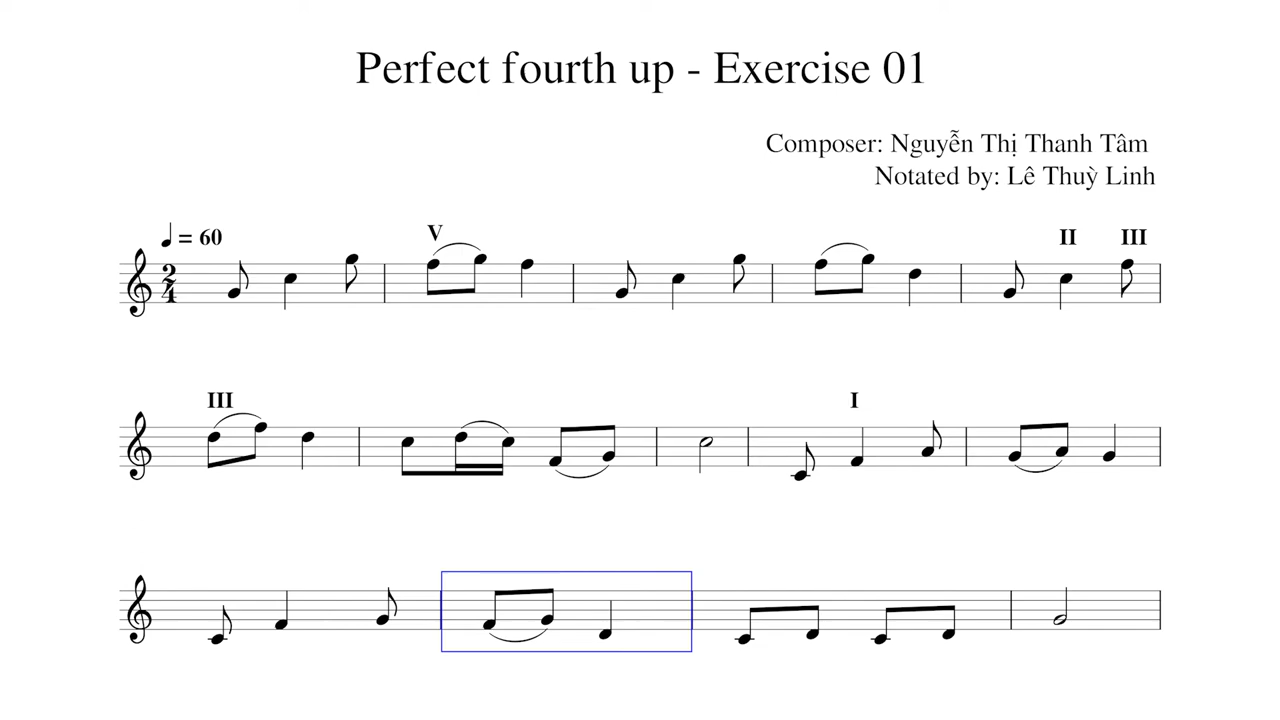 Perfect fourth up - Exercise 01
Composer: Nguyễn Thị Thanh Tâm
Notated by: Lê Thuỳ Linh
= 60
V
II III
2
4
III
I